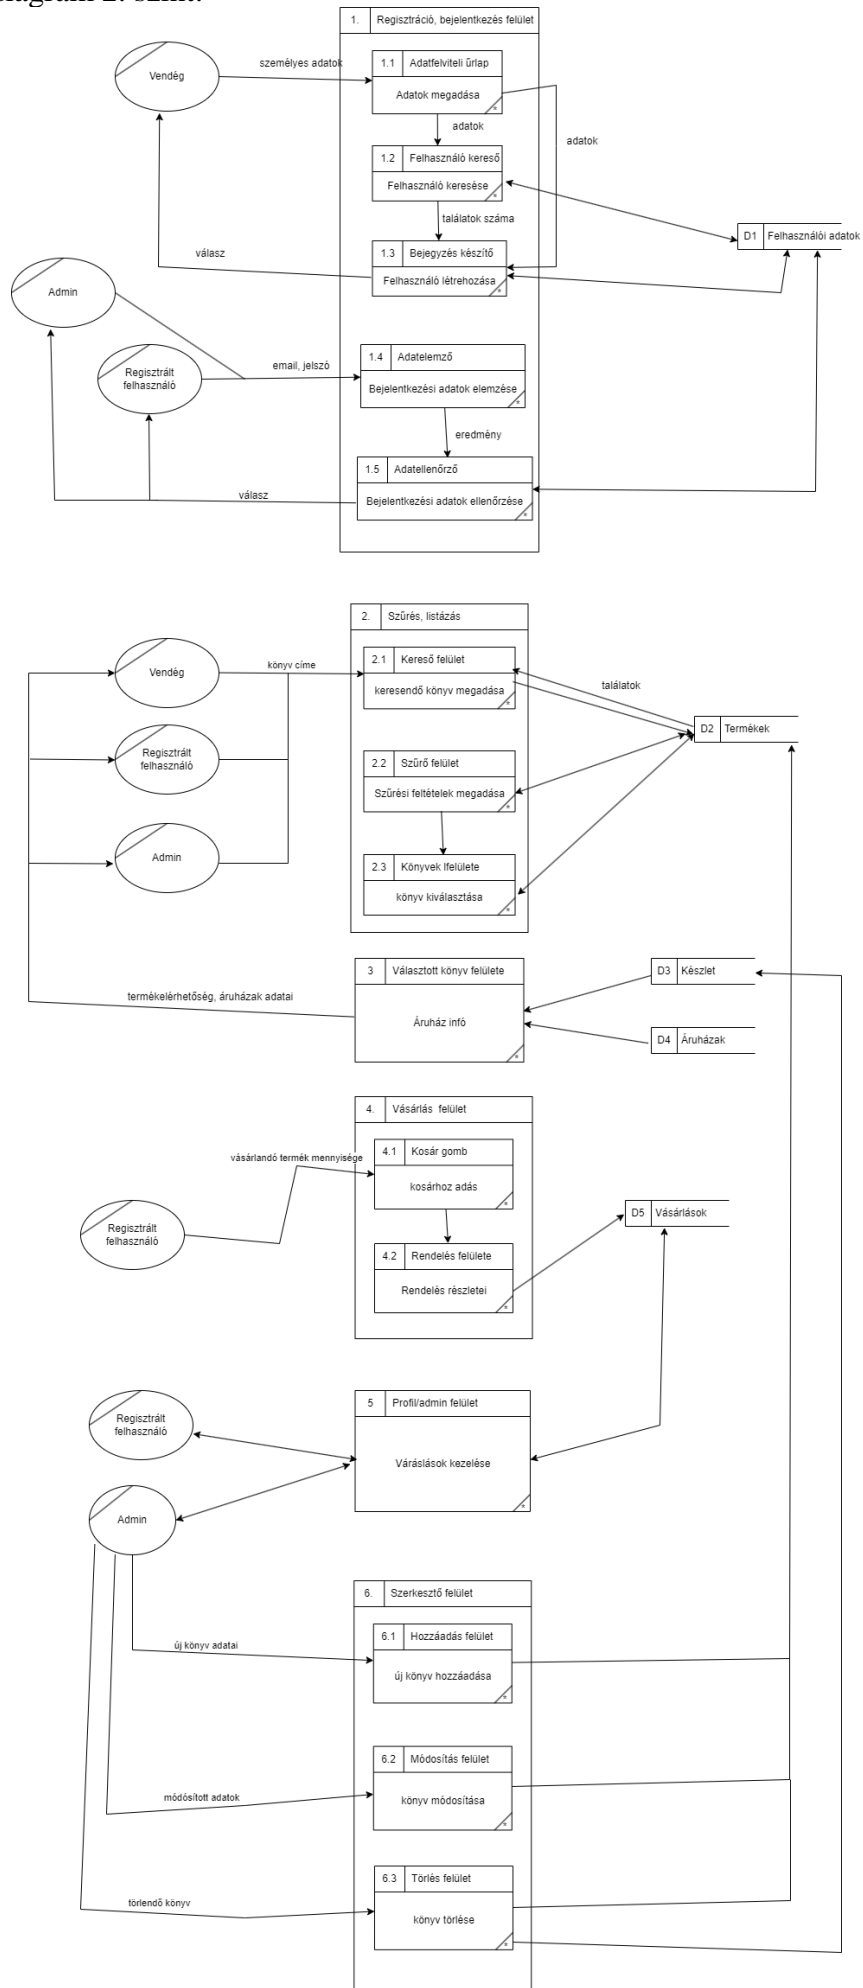 1. Regisztráció, bejelentkezés felület
Vendég
személyes adatok
1.1 Adatfelviteli űrlap
Adatok megadása
*
adatok
adatok
1.2 Felhasználó kereső
Felhasználó keresése
*
találatok száma
D1 Felhasználói adatok
1.3 Bejegyzés készítő
Felhasználó létrehozása
*
válasz
Admin
Regisztrált
felhasználó
email, jelszó
1.4 Adatelemző
Bejelentkezési adatok elemzése
*
eredmény
1.5 Adatellenőrző
Bejelentkezési adatok ellenőrzése
*
válasz
2. Szűrés, listázás
Vendég
könyv címe
2.1 Kereső felület
keresendő könyv megadása
*
találatok
D2 Termékek
Regisztrált
felhasználó
2.2 Szűrő felület
Szűrési feltételek megadása
*
Admin
2.3 Könyvek lfelülete
könyv kiválasztása
*
termékelérhetőség, áruházak adatai
3 Választott könyv felülete
Áruház infó
*
D3 Készlet
D4 Áruházak
4. Vásárlás felület
vásárlandó termék mennyisége
4.1 Kosár gomb
kosárhoz adás
*
Regisztrált
felhasználó
D5 Vásárlások
4.2 Rendelés felülete
Rendelés részletei
*
Regisztrált
felhasználó
5 Profil/admin felület
Váráslások kezelése
*
Admin
6. Szerkesztő felület
új könyv adatai
6.1 Hozzáadás felület
új könyv hozzáadása
*
6.2 Módosítás felület
könyv módosítása
*
módósított adatok
6.3 Törlés felület
könyv törlése
*
törlendő könyv